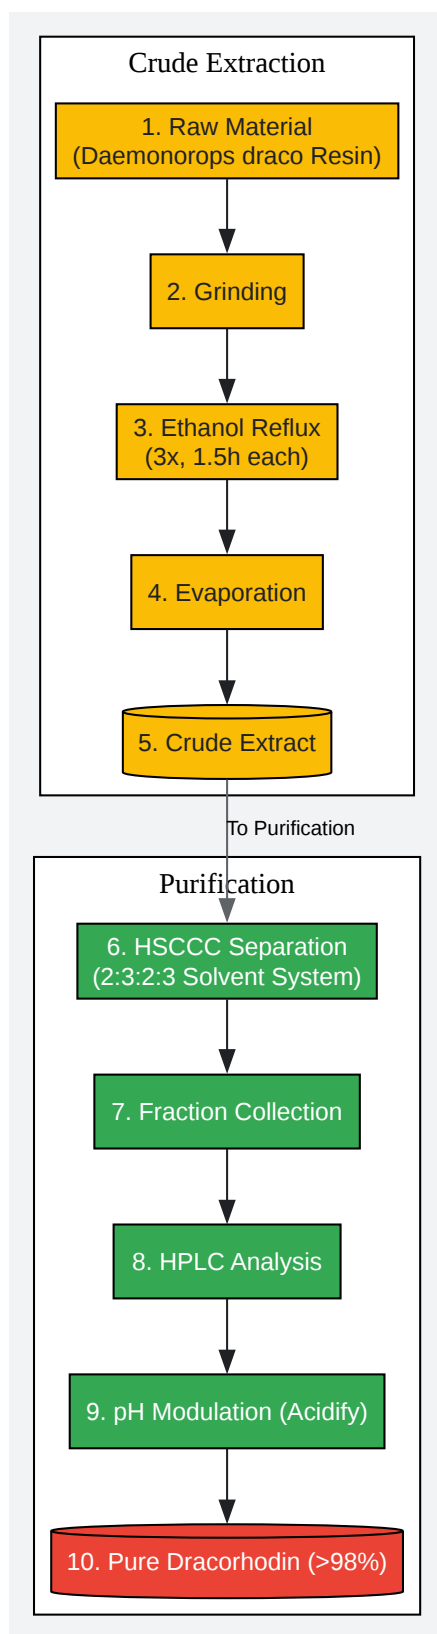 Crude Extraction
1. Raw Material
(Daemonorops draco Resin)
2. Grinding
3. Ethanol Reflux
(3x, 1.5h each)
4. Evaporation
5. Crude Extract
To Purification
Purification
6. HSCCC Separation
(2:3:2:3 Solvent System)
7. Fraction Collection
8. HPLC Analysis
9. pH Modulation (Acidify)
10. Pure Dracorhodin (>98%)